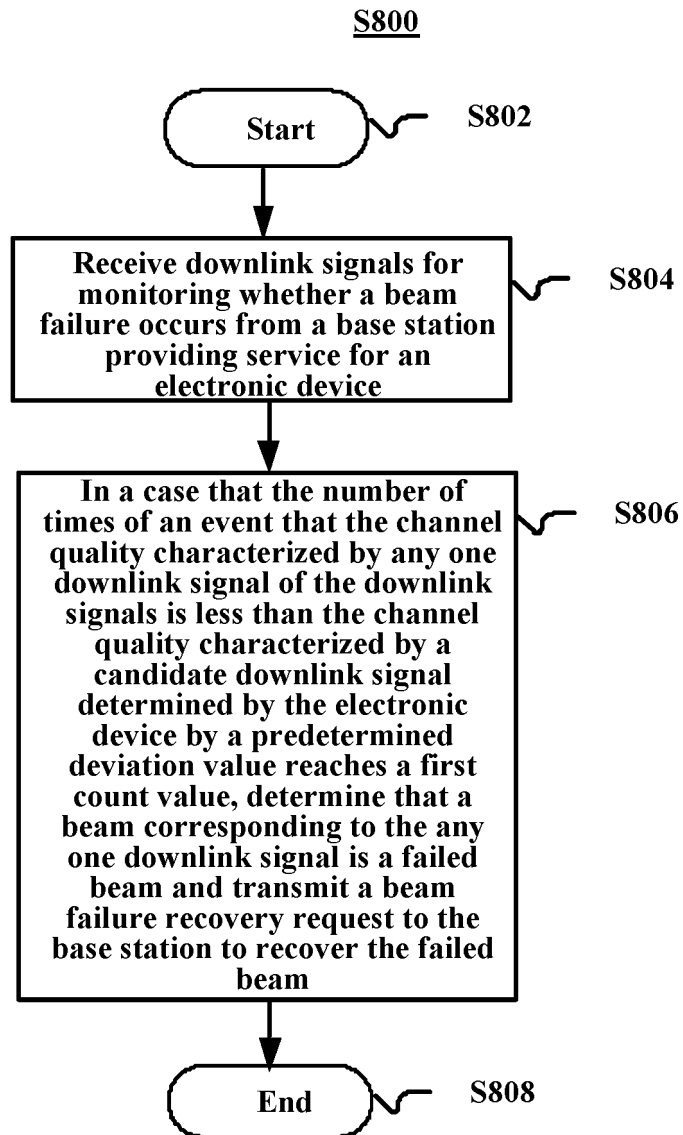 S800
Start
S802
Receive downlink signals for
monitoring whether a beam
failure occurs from a base station
providing service for an
electronic device
S804
In a case that the number of
times of an event that the channel
quality characterized by any one
downlink signal of the downlink
signals is less than the channel
quality characterized by a
candidate downlink signal
determined by the electronic
device by a predetermined
deviation value reaches a first
count value, determine that a
beam corresponding to the any
one downlink signal is a failed
beam and transmit a beam
failure recovery request to the
base station to recover the failed
beam
S806
End
S808